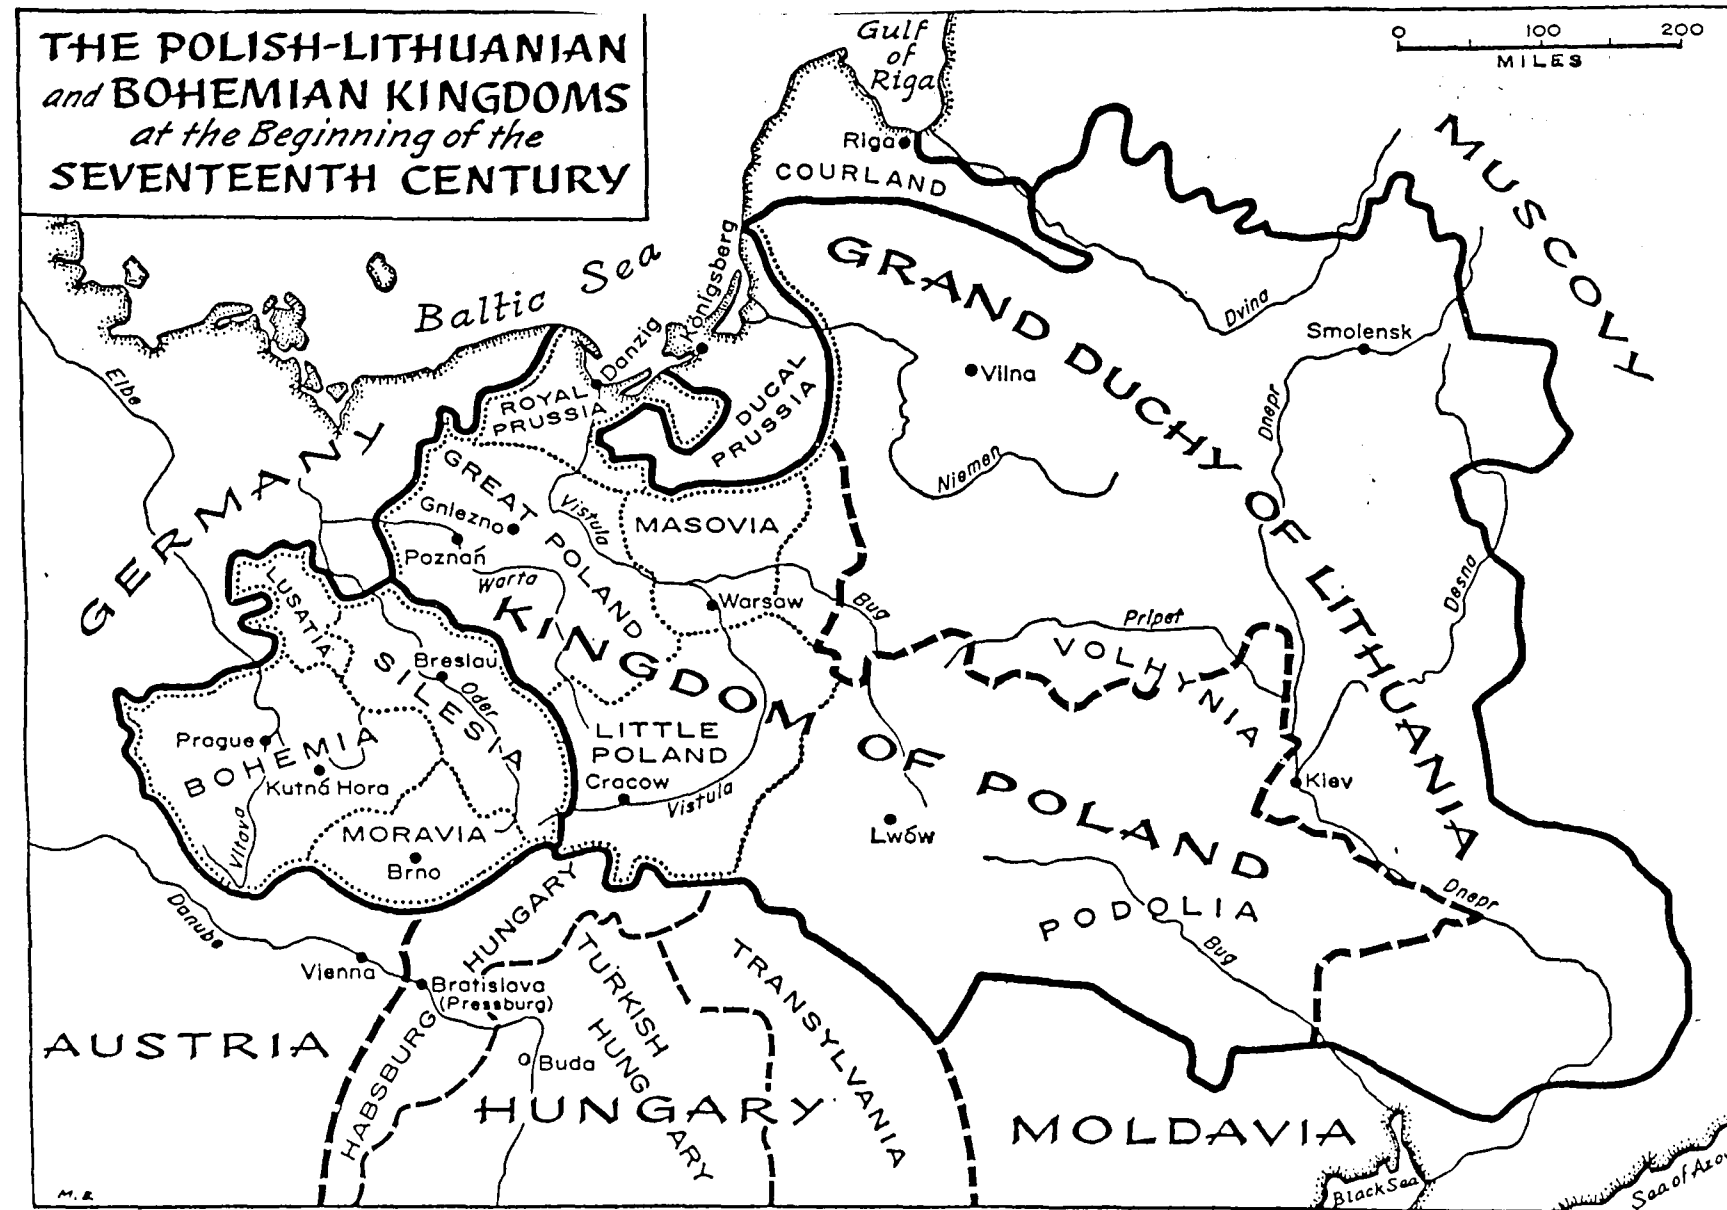 THE POLISH-LITHUANIAN
and BOHEMIAN KINGDOMS
at the Beginning of the
SEVENTEENTH CENTURY
0 100 200
MILES
Gulf
of
Riga
Riga
COURLAND
MUSCOVY
Baltic Sea
Königsberg
Danzig
GRAND DUCHY OF LITHUANIA
Dvina
Smolensk
Vilna
Dnepr
Niemen
Desna
Elbe
GERMANY
ROYAL
PRUSSIA
DUCAL
PRUSSIA
GREAT POLAND
Gniezno
Poznań
Warta
Vistula
MASOVIA
Warsaw
Bug
Pripet
VOLHYNIA
KINGDOM OF POLAND
LUSATIA
SILESIA
Breslau
Oder
Prague
BOHEMIA
Kutná Hora
Vltava
MORAVIA
Brno
LITTLE
POLAND
Cracow
Vistula
Lwów
Kiev
Dnepr
PODOLIA
Bug
Danube
Vienna
Bratislava
(Pressburg)
AUSTRIA
HABSBURG HUNGARY
TURKISH HUNGARY
Buda
HUNGARY
TRANSYLVANIA
MOLDAVIA
Black Sea
Sea of Azov